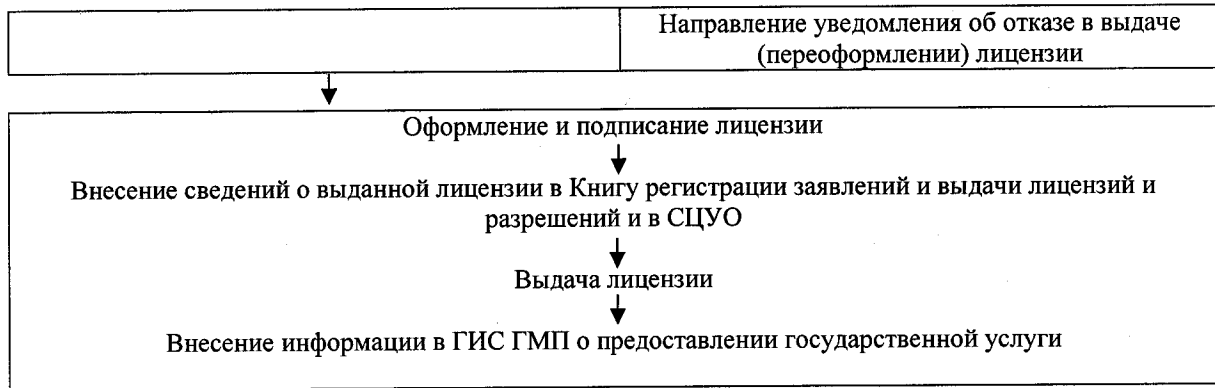 Направление уведомления об отказе в выдаче
(переоформлении) лицензии
Оформление и подписание лицензии
Внесение сведений о выданной лицензии в Книгу регистрации заявлений и выдачи лицензий и
разрешений и в СЦУО
Выдача лицензии
Внесение информации в ГИС ГМП о предоставлении государственной услуги